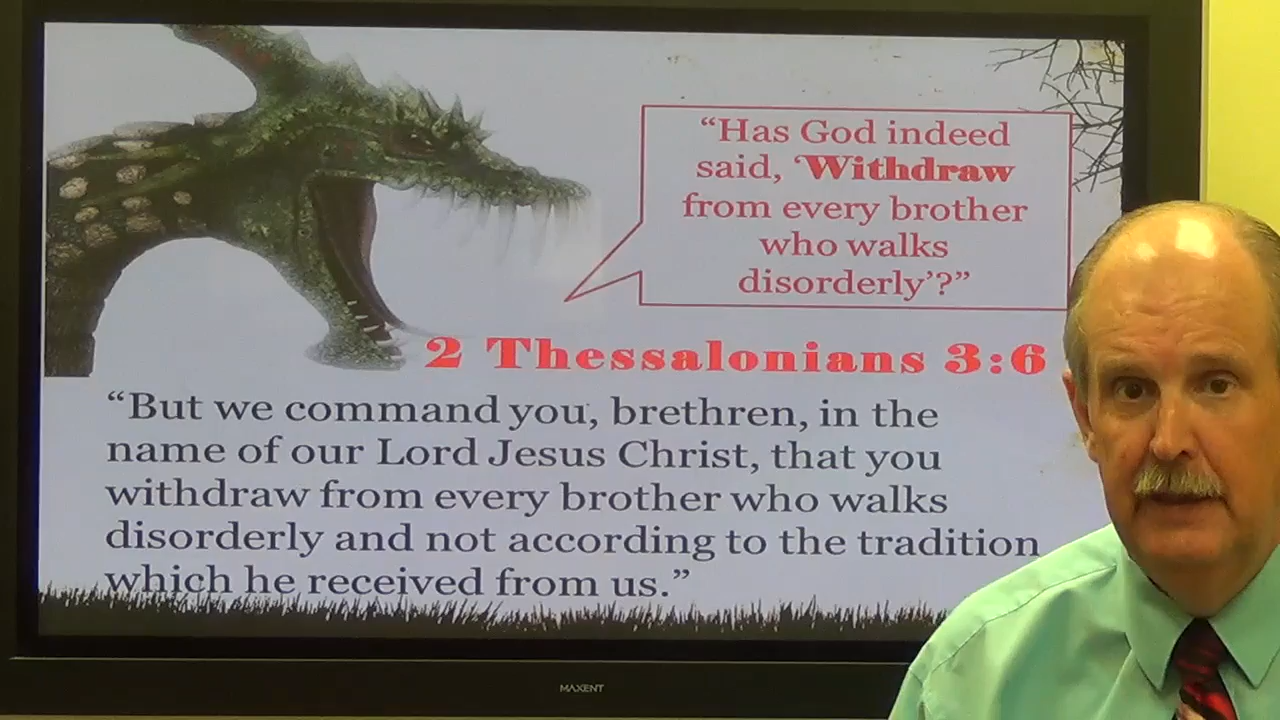 “Has God indeed
said, ‘Withdraw
from every brother
who walks
disorderly’?”
2 Thessalonians 3:6
“But we command you, brethren, in the
name of our Lord Jesus Christ, that you
withdraw from every brother who walks
disorderly and not according to the tradition
which he received from us.”
MAXENT